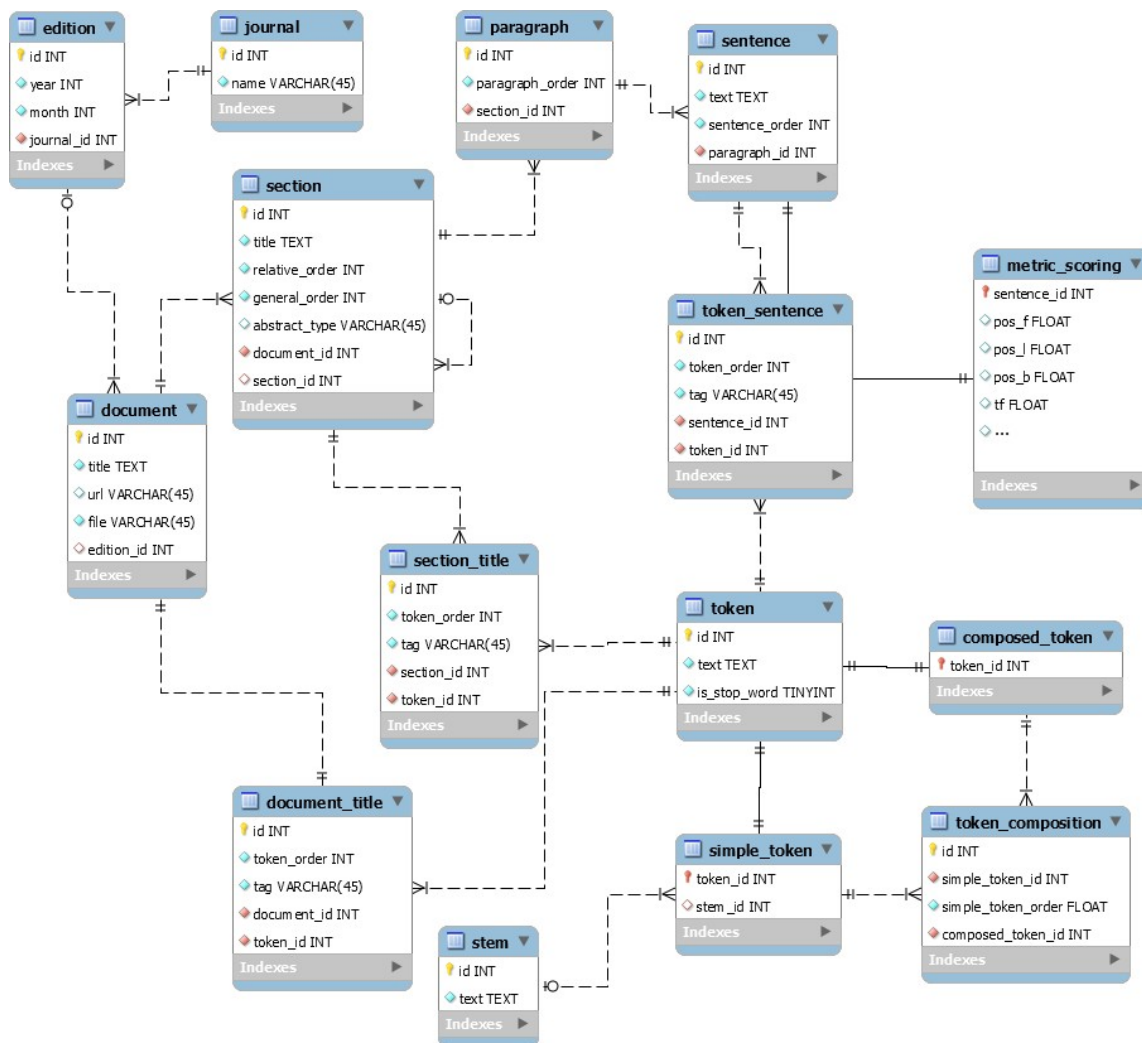 edition
id INT
year INT
month INT
journal_id INT
Indexes
journal
id INT
name VARCHAR(45)
Indexes
paragraph
id INT
paragraph_order INT
section_id INT
Indexes
sentence
id INT
text TEXT
sentence_order INT
paragraph_id INT
Indexes
section
id INT
title TEXT
relative_order INT
general_order INT
abstract_type VARCHAR(45)
document_id INT
section_id INT
Indexes
metric_scoring
sentence_id INT
pos_f FLOAT
pos_l FLOAT
pos_b FLOAT
tf FLOAT
...
Indexes
token_sentence
id INT
token_order INT
tag VARCHAR(45)
sentence_id INT
token_id INT
Indexes
document
id INT
title TEXT
url VARCHAR(45)
file VARCHAR(45)
edition_id INT
Indexes
section_title
id INT
token_order INT
tag VARCHAR(45)
section_id INT
token_id INT
Indexes
token
id INT
text TEXT
is_stop_word TINYINT
Indexes
composed_token
token_id INT
Indexes
document_title
id INT
token_order INT
tag VARCHAR(45)
document_id INT
token_id INT
Indexes
simple_token
token_id INT
stem_id INT
Indexes
token_composition
id INT
simple_token_id INT
simple_token_order FLOAT
composed_token_id INT
Indexes
stem
id INT
text TEXT
Indexes